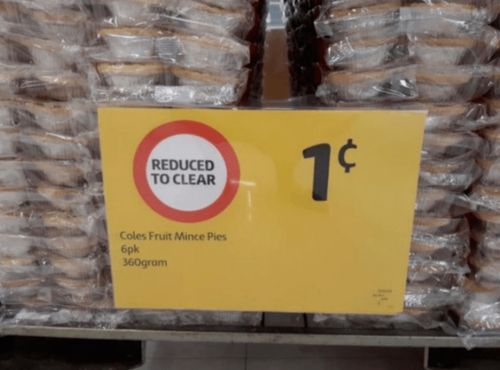 REDUCED
TO CLEAR
1¢
Coles Fruit Mince Pies
6pk
360gram